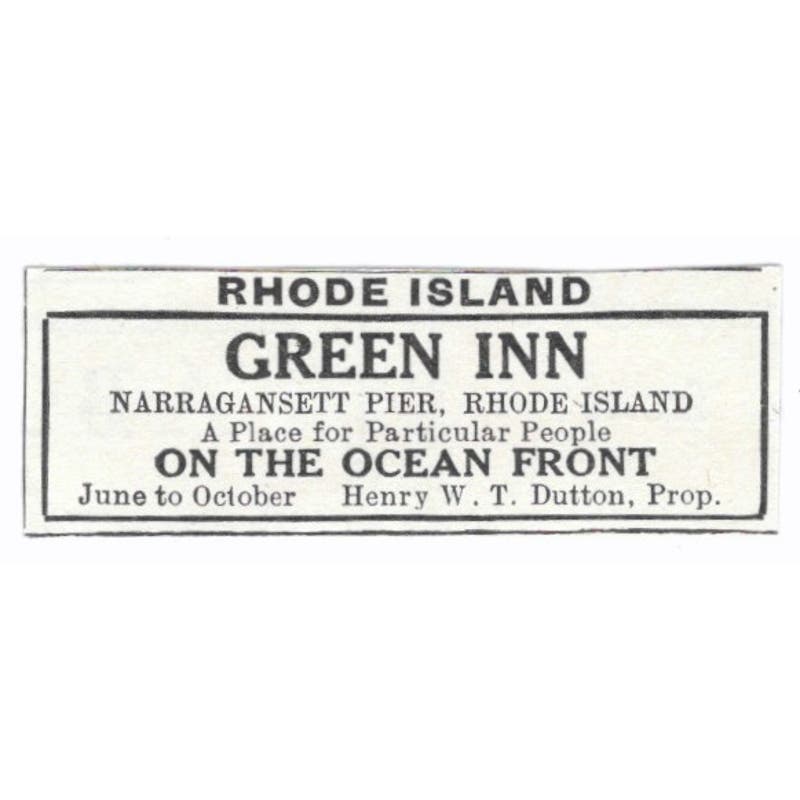 RHODE ISLAND
GREEN INN
NARRAGANSETT PIER, RHODE ISLAND
A Place for Particular People
ON THE OCEAN FRONT
June to October Henry W. T. Dutton, Prop.